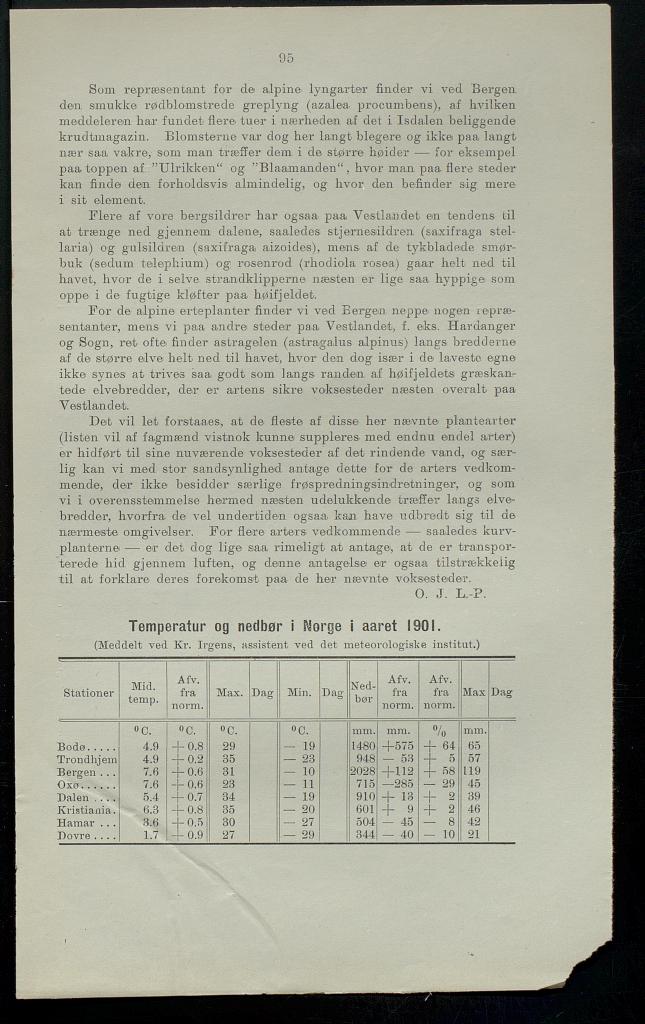 95
Som repræsentant for de alpine lyngarter finder vi ved Bergen
den smukke rødblomstrede greplyng (azalea procumbens), af hvilken
meddeleren har fundet flere tuer i nærheden af det i Isdalen beliggende
krudtmagazin. Blomsterne var dog her langt blegere og ikke paa langt
nær saa vakre, som man træffer dem i de større høider — for eksempel
paa toppen af "Ulrikken" og "Blaamanden", hvor man paa flere steder
kan finde den forholdsvis almindelig, og hvor den befinder sig mere
i sit element.
Flere af vore bergsildrer har ogsaa paa Vestlandet en tendens til
at trænge ned gjennem dalene, saaledes stjernesildren (saxifraga stel-
laria) og gulsildren (saxifraga aizoides), mens af de tykbladede smør-
buk (sedum telephium) og rosenrod (rhodiola rosea) gaar helt ned til
havet, hvor de i selve strandklipperne næsten er lige saa hyppige som
oppe i de fugtige kløfter paa høifjeldet.
For de alpine erteplanter finder vi ved Bergen neppe nogen repræ-
sentanter, mens vi paa andre steder paa Vestlandet, f. eks. Hardanger
og Sogn, ret ofte finder astragelen (astragalus alpinus) langs bredderne
af de større elve helt ned til havet, hvor den dog især i de laveste egne
ikke synes at trives saa godt som langs randen af høifjeldets græskan-
tede elvebredder, der er artens sikre voksesteder næsten overalt paa
Vestlandet.
Det vil let forstaaes, at de fleste af disse her nævnte plantearter
(listen vil af fagmænd vistnok kunne suppleres med endnu endel arter)
er hidført til sine nuværende voksesteder af det rindende vand, og sær-
lig kan vi med stor sandsynlighed antage dette for de arters vedkom-
mende, der ikke besidder særlige frøspredningsindretninger, og som
vi i overensstemmelse hermed næsten udelukkende træffer langs elve-
bredder, hvorfra de vel undertiden ogsaa kan have udbredt sig til de
nærmeste omgivelser. For flere arters vedkommende — saaledes kurv-
planterne — er det dog lige saa rimeligt at antage, at de er transpor-
terede hid gjennem luften, og denne antagelse er ogsaa tilstrækkelig
til at forklare deres forekomst paa de her nævnte voksesteder.
O. J. L.-P.
Temperatur og nedbør i Norge i aaret 1901.
(Meddelt ved Kr. Irgens, assistent ved det meteorologiske institut.)
Stationer Mid. temp. Afv. fra norm. Max. Dag Min. Dag Ned-bør Afv. fra norm. Afv. fra norm. Max Dag
°C. °C. °C. °C. mm. mm. % mm.
Bodø..... 4.9 + 0.8 29 — 19 1480 +575 + 64 65
Trondhjem 4.9 + 0.2 35 — 23 948 — 53 + 5 57
Bergen ... 7.6 + 0.6 31 — 10 2028 +112 + 58 119
Oxø...... 7.6 + 0.6 23 — 11 715 —285 — 29 45
Dalen .... 5.4 + 0.7 34 — 19 910 + 13 + 2 39
Kristiania. 6.3 + 0.8 35 — 20 601 + 9 + 2 46
Hamar ... 3.6 + 0.5 30 — 27 504 — 45 — 8 42
Dovre .... 1.7 + 0.9 27 — 29 344 — 40 — 10 21